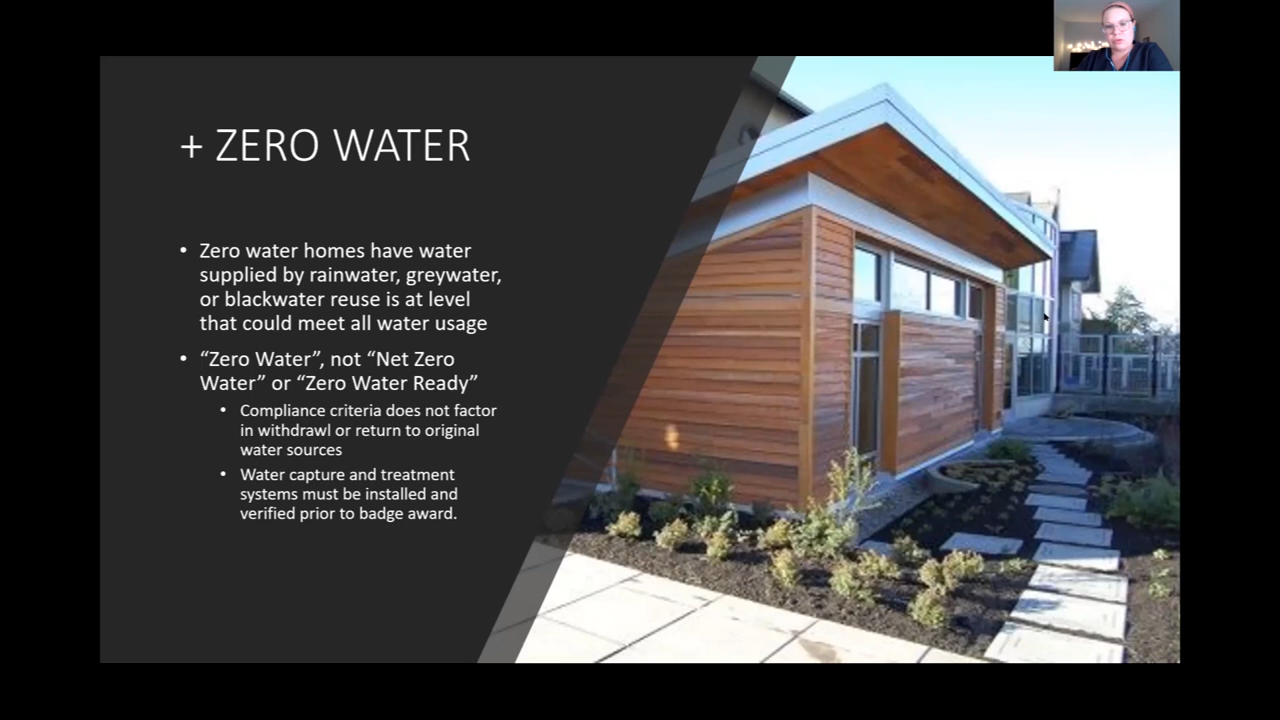 + ZERO WATER
• Zero water homes have water
supplied by rainwater, greywater,
or blackwater reuse is at level
that could meet all water usage
• “Zero Water”, not “Net Zero
Water” or “Zero Water Ready”
• Compliance criteria does not factor
in withdrawl or return to original
water sources
• Water capture and treatment
systems must be installed and
verified prior to badge award.